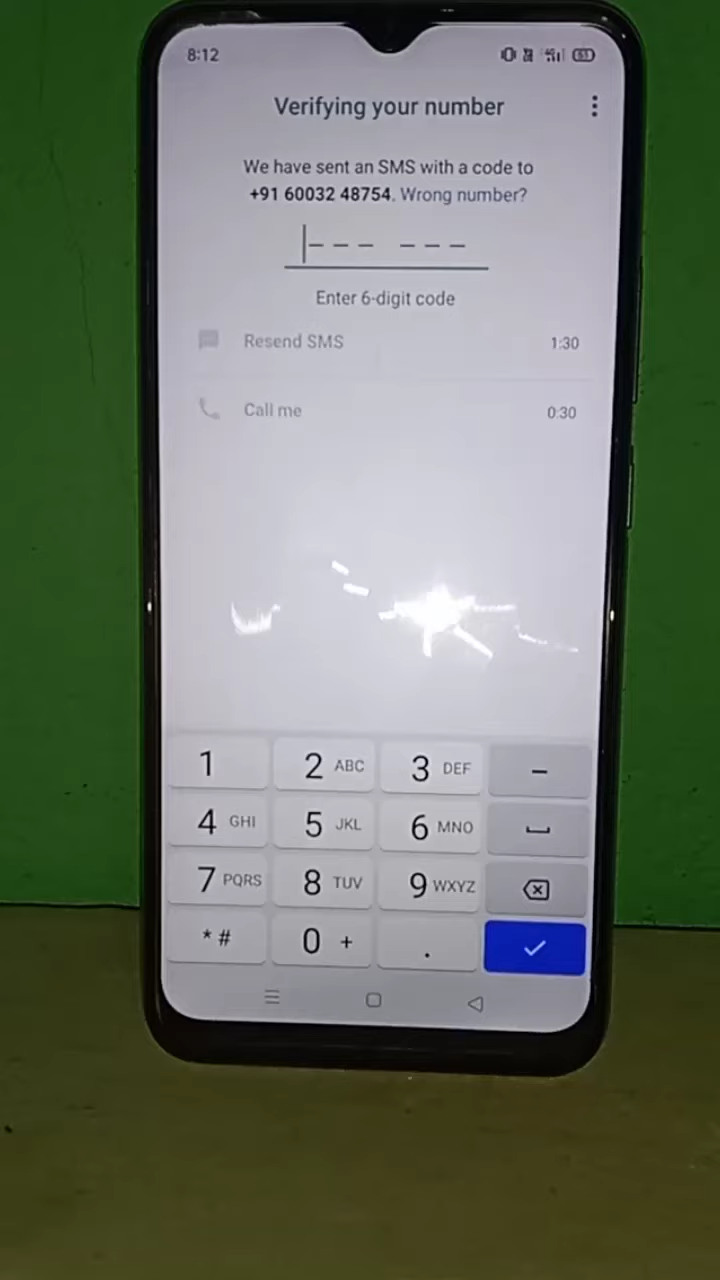 8:12
61
Verifying your number
We have sent an SMS with a code to
+91 60032 48754. Wrong number?
Enter 6-digit code
Resend SMS 1:30
Call me 0:30
1 2 ABC 3 DEF –
4 GHI 5 JKL 6 MNO
7 PQRS 8 TUV 9 WXYZ
* # 0 + .